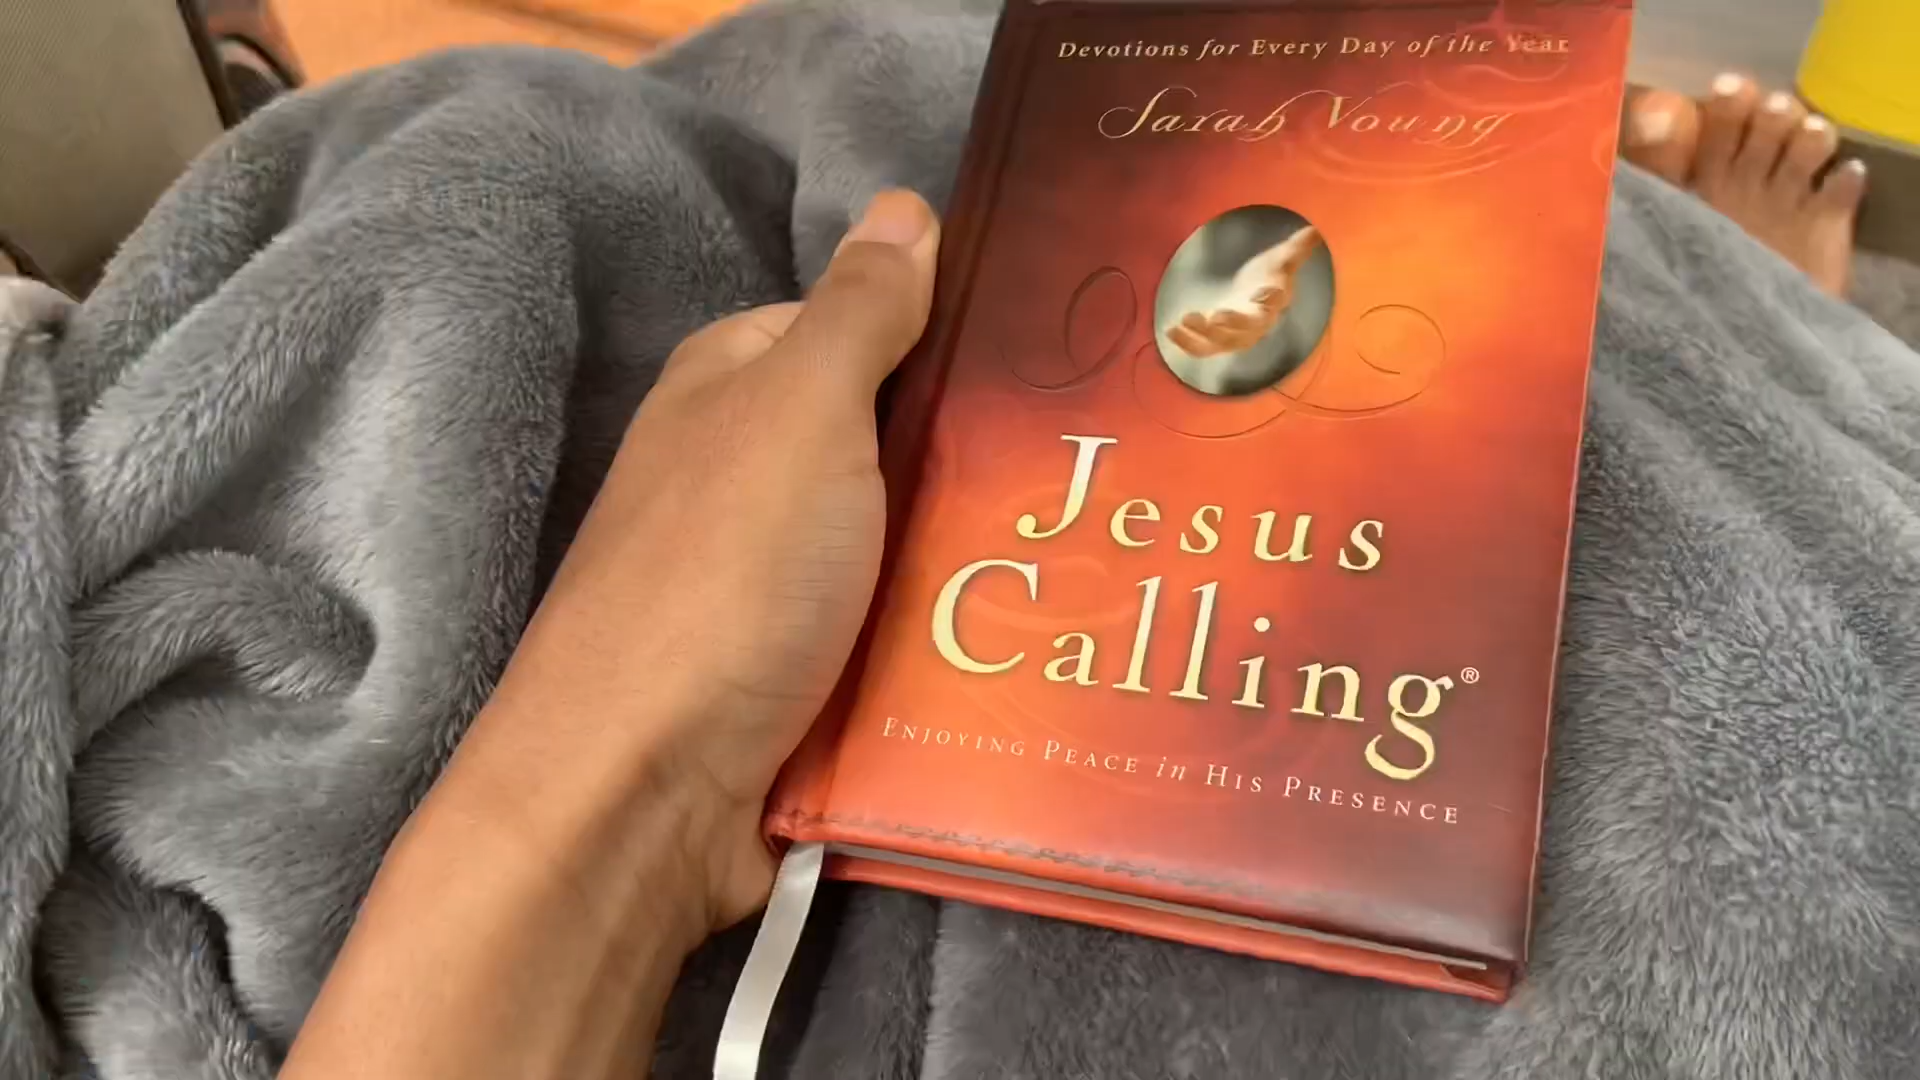 Devotions for Every Day of the Year
Sarah Young
Jesus
Calling®
Enjoying Peace in His Presence